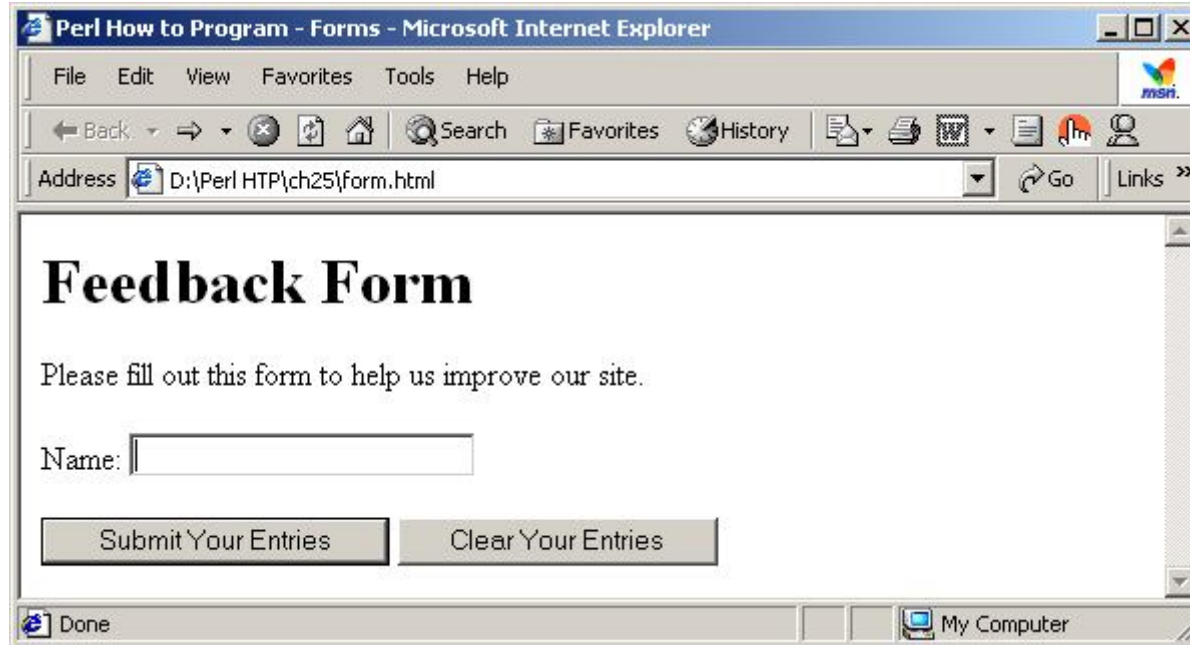 Perl How to Program - Forms - Microsoft Internet Explorer
File Edit View Favorites Tools Help
msn.
Back Search Favorites History
Address D:\Perl HTP\ch25\form.html Go Links »
Feedback Form
Please fill out this form to help us improve our site.
Name:
Submit Your Entries Clear Your Entries
Done My Computer